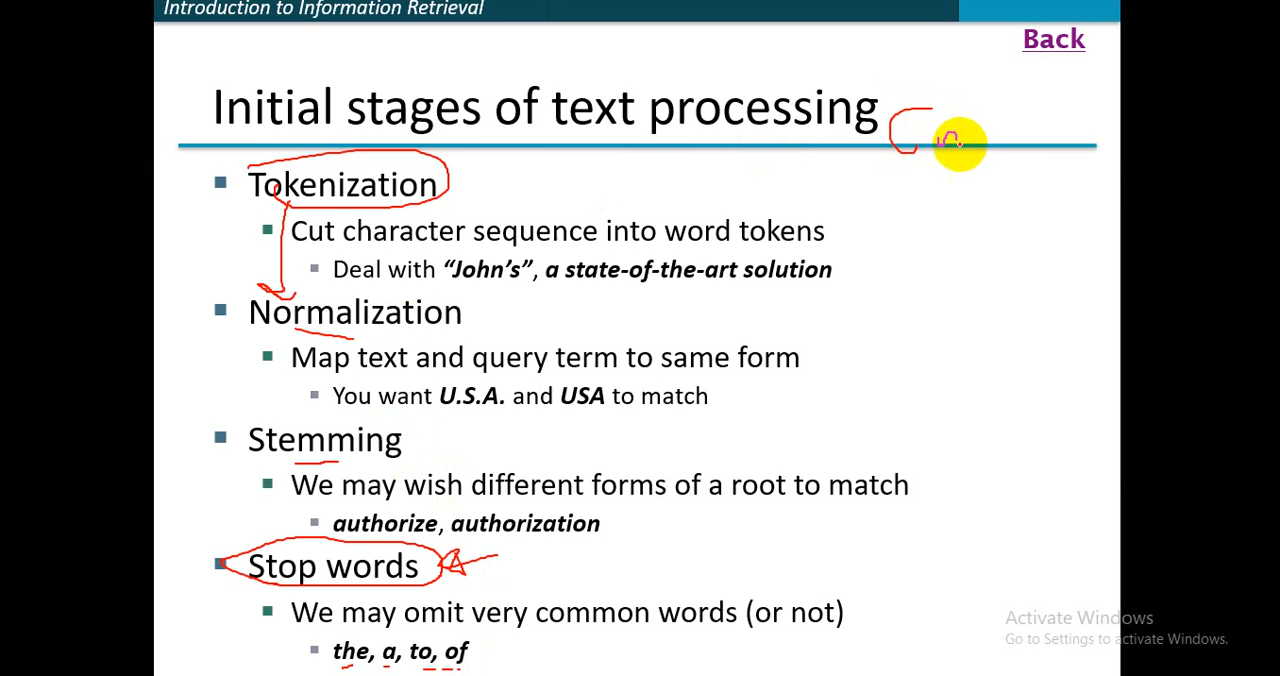 Introduction to Information Retrieval
Back
Initial stages of text processing
Tokenization
Cut character sequence into word tokens
Deal with “John’s”, a state-of-the-art solution
Normalization
Map text and query term to same form
You want U.S.A. and USA to match
Stemming
We may wish different forms of a root to match
authorize, authorization
Stop words
We may omit very common words (or not)
the, a, to, of
Activate Windows
Go to Settings to activate Windows.